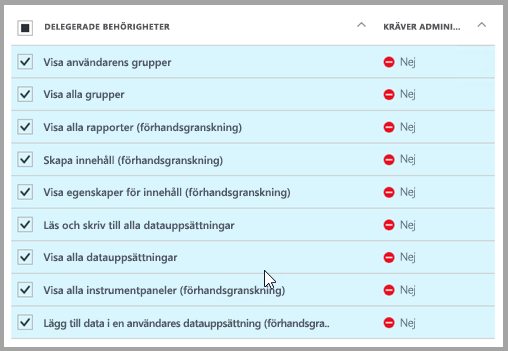 DELEGERADE BEHÖRIGHETER KRÄVER ADMINI...
Visa användarens grupper Nej
Visa alla grupper Nej
Visa alla rapporter (förhandsgranskning) Nej
Skapa innehåll (förhandsgranskning) Nej
Visa egenskaper för innehåll (förhandsgranskning) Nej
Läs och skriv till alla datauppsättningar Nej
Visa alla datauppsättningar Nej
Visa alla instrumentpaneler (förhandsgranskning) Nej
Lägg till data i en användares datauppsättning (förhandsgra.. Nej